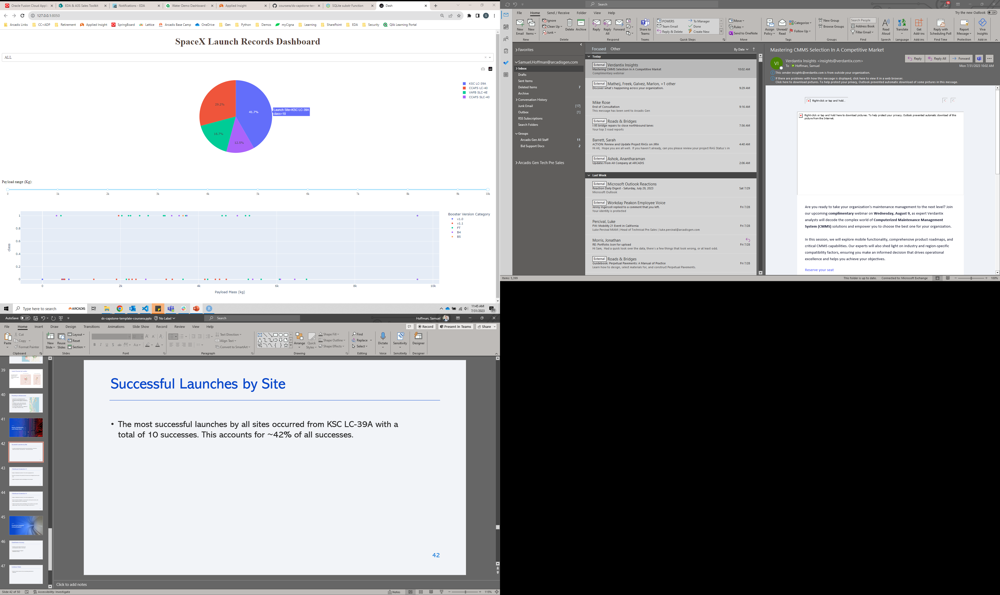 Oracle Fusion Cloud Applic
EDA & A3S Sales Toolkit
Notifications - EDA
Water Demo Dashboard -
Applied Insight
coursera/ds-capstone-tem
SQLite substr Function
Dash
127.0.0.1:8050
Arcadis Links
CC+ADP
Retirement
Applied Insight
SpringBoard
Lattice
Arcadis Base Camp
OneDrive
Gen
Python
Demos
myCigna
Learning
SharePoint
EDA
Security
Qlik Learning Portal
SpaceX Launch Records Dashboard
ALL
KSC LC-39A
CCAFS LC-40
VAFB SLC-4E
CCAFS SLC-40
29.2%
41.7%
16.7%
12.5%
Launch Site=KSC LC-39A
class=10
Payload range (Kg):
0 1k 2k 3k 4k 5k 6k 7k 8k 9k 10k
Booster Version Category
v1.0
v1.1
FT
B4
B5
class
1
0.8
0.6
0.4
0.2
0
0 2k 4k 6k 8k 10k
Payload Mass (kg)
Type here to search
ARCADIS
11:45 AM
7/31/2023
20
Search
16
File Home Send / Receive Folder View Help
Try the new Outlook Off
New Email
New Items
New
Ignore
Clean Up
Junk
Delete
Archive
Delete
Reply
Reply All
Forward
Respond
Share to Teams
Teams
POWERS
Team Email
Reply & Delete
To Manager
Done
Create New
Quick Steps
Move
Rules
Send to OneNote
Move
Assign Policy
Unread/ Read
Categorize
Follow Up
Tags
New Group
Browse Groups
Groups
Search People
Address Book
Filter Email
Find
Read Aloud
Speech
Translate
Language
Get Add-ins
Add-ins
Reply with Scheduling Poll
Find Time
Report Message
Protection
Viva Insights
Add-in
Favorites
Samuel.Hoffman@arcadisgen.com
Inbox
Drafts
Sent Items
Deleted Items 7
Archive
Conversation History
Junk Email [17]
Outbox [1]
RSS Subscriptions
Search Folders
Groups
Arcadis Gen All Staff 11
Bid Support Docs 2
Arcadis Gen Tech Pre Sales
Focused Other
By Date
Today
External Verdantix Insights
Mastering CMMS Selection In A Competitive Market 10:02 AM
Complimentary webinar
External Matheij, Freek, Galvez, Marlon, +1 other
Discover what's happening across your organization. 9:29 AM
Mike Rose
End of Consultation 9:16 AM
This message has been sent to Arcadis Gen
External Roads & Bridges
I-95 bridge repairs to close northbound lanes 7:56 AM
Your top 3 road reports
Barrett, Sarah
ACTION: Review and Update Project RAGs on JIRA 4:40 AM
Hi All, Hope you are all well. If you haven't already, can you please review your project RAG Status's in
External Ashok, Anantharaman
Updates from All Company at ARCADIS 2:06 AM
Last Week
External Microsoft Outlook Reactions
Reaction Daily Digest - Saturday, July 29, 2023 Sat 7/29
Microsoft Outlook
External Workday Peakon Employee Voice
Jenny Ingersoll replied to a comment that you left. Fri 7/28
Your identity is protected
Percival, Luke
FW: Mobility 21 Event in California Fri 7/28
Luke Percival MIAM | Head of Technical Pre-Sales | luke.percival@arcadisgen.com
Morris, Jonathan
RE: Portfolio Json for upload Fri 7/28
Hi Sam, Had a quick look over the data, there's a few things that look wrong, or at least odd.
External Roads & Bridges
Guidebook: Perpetual Pavements: A Manual of Practice Fri 7/28
Learn how to design, select materials for, and construct Perpetual Pavements.
Mastering CMMS Selection In A Competitive Market
VI
Verdantix Insights <insights@verdantix.com>
To Hoffman, Samuel
Reply Reply All Forward
Mon 7/31/2023 10:02 AM
This sender insights@verdantix.com is from outside your organization.
If there are problems with how this message is displayed, click here to view it in a web browser.
Click here to download pictures. To help protect your privacy, Outlook prevented automatic download of some pictures in this message.
Right-click or tap and hold...
Right-click or tap and hold here to download pictures. To help protect your privacy, Outlook prevented automatic download of this
picture from the Internet.
Are you ready to take your organization's maintenance management to the next level? Join
our upcoming complimentary webinar on Wednesday, August 9, as expert Verdantix
analysts will decode the complex world of Computerized Maintenance Management
System (CMMS) solutions and empower you to choose the best one for your organization.
In this session, we will explore mobile functionality, comprehensive product roadmaps, and
critical CMMS capabilities. Our experts will also shed light on industry and region-specific
compatibility factors, ensuring you make an informed decision that drives operational
excellence and helps you achieve your objectives.
Reserve your seat
Items: 5,399
This folder is up to date. Connected to: Microsoft Exchange 100%
AutoSave Off
ds-capstone-template-coursera.pptx
No Label
Search
Hoffman, Samuel
File Home Insert Draw Design Transitions Animations Slide Show Record Review View Help
Record
Present in Teams
Share
Paste
Cut
Copy
Format Painter
Clipboard
New Slide
Reuse Slides
Layout
Reset
Section
Slides
Font
Text Direction
Align Text
Convert to SmartArt
Paragraph
Arrange
Quick Styles
Shape Fill
Shape Outline
Shape Effects
Drawing
Find
Replace
Select
Editing
Dictate
Voice
Sensitivity
Sensitivity
Designer
Designer
39
40
41
42
43
44
45
46
47
Successful Launches by Site
• The most successful launches by all sites occurred from KSC LC-39A with a
total of 10 successes. This accounts for ~42% of all successes.
42
Click to add notes
Slide 42 of 50
Accessibility: Investigate
Notes
115%